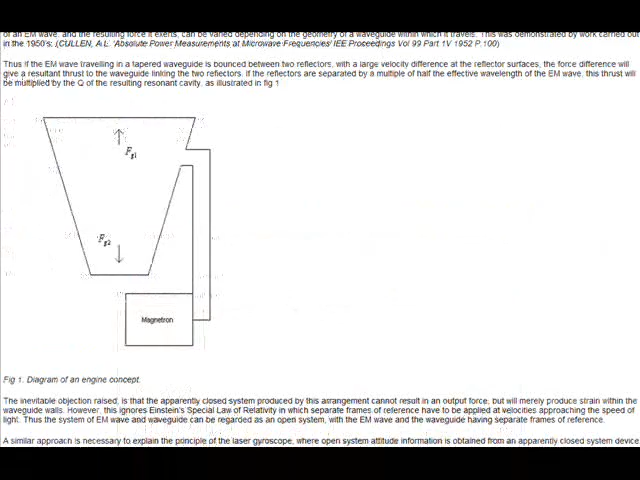 of an EM wave, and the resulting force it exerts, can be varied depending on the geometry of a waveguide within which it travels. This was demonstrated by work carried out
in the 1950's; (CULLEN, A.L. 'Absolute Power Measurements at Microwave Frequencies' IEE Proceedings Vol 99 Part 1V 1952 P.100)
Thus if the EM wave travelling in a tapered waveguide is bounced between two reflectors, with a large velocity difference at the reflector surfaces, the force difference will
give a resultant thrust to the waveguide linking the two reflectors. If the reflectors are separated by a multiple of half the effective wavelength of the EM wave, this thrust will
be multiplied by the Q of the resulting resonant cavity, as illustrated in fig 1
Fg1
Fg2
Magnetron
Fig 1. Diagram of an engine concept.
The inevitable objection raised, is that the apparently closed system produced by this arrangement cannot result in an output force, but will merely produce strain within the
waveguide walls. However, this ignores Einstein's Special Law of Relativity in which separate frames of reference have to be applied at velocities approaching the speed of
light. Thus the system of EM wave and waveguide can be regarded as an open system, with the EM wave and the waveguide having separate frames of reference.
A similar approach is necessary to explain the principle of the laser gyroscope, where open system attitude information is obtained from an apparently closed system device